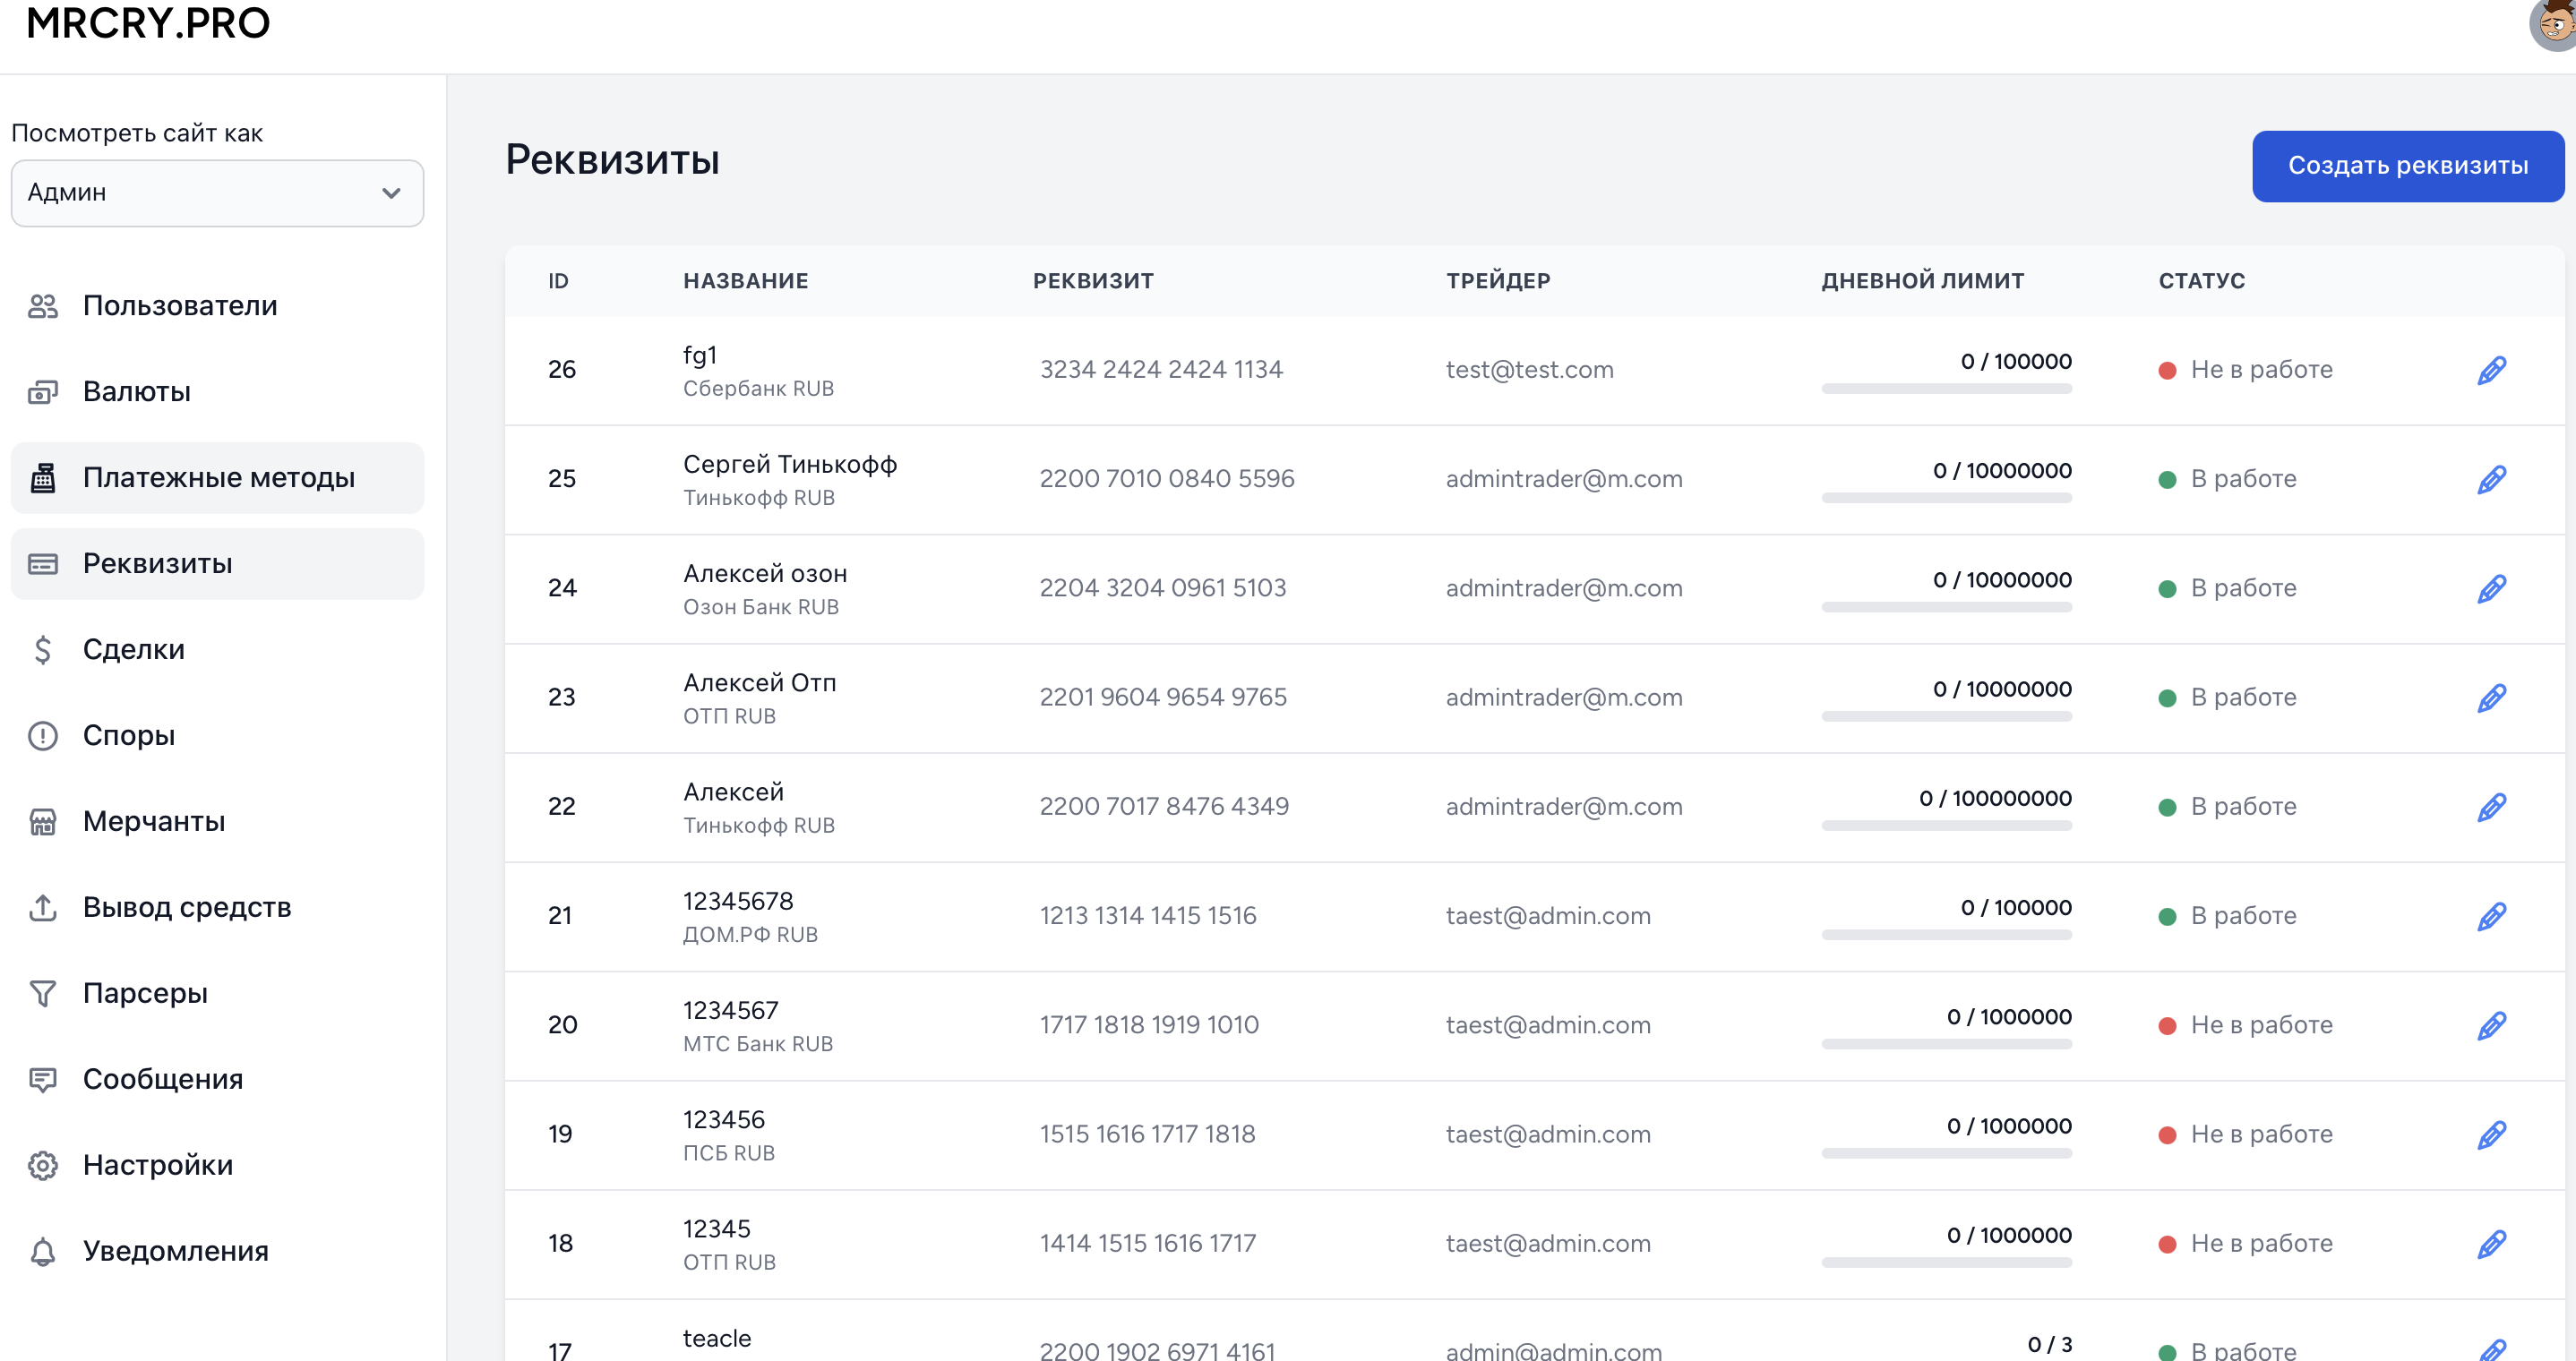 MRCRY.PRO
Посмотреть сайт как
Админ
Пользователи
Валюты
Платежные методы
Реквизиты
Сделки
Споры
Мерчанты
Вывод средств
Парсеры
Сообщения
Настройки
Уведомления
Реквизиты
Создать реквизиты
ID НАЗВАНИЕ РЕКВИЗИТ ТРЕЙДЕР ДНЕВНОЙ ЛИМИТ СТАТУС
26 fg1 3234 2424 2424 1134 test@test.com 0 / 100000 Не в работе
Сбербанк RUB
25 Сергей Тинькофф 2200 7010 0840 5596 admintrader@m.com 0 / 10000000 В работе
Тинькофф RUB
24 Алексей озон 2204 3204 0961 5103 admintrader@m.com 0 / 10000000 В работе
Озон Банк RUB
23 Алексей Отп 2201 9604 9654 9765 admintrader@m.com 0 / 10000000 В работе
ОТП RUB
22 Алексей 2200 7017 8476 4349 admintrader@m.com 0 / 100000000 В работе
Тинькофф RUB
21 12345678 1213 1314 1415 1516 taest@admin.com 0 / 100000 В работе
ДОМ.РФ RUB
20 1234567 1717 1818 1919 1010 taest@admin.com 0 / 1000000 Не в работе
МТС Банк RUB
19 123456 1515 1616 1717 1818 taest@admin.com 0 / 1000000 Не в работе
ПСБ RUB
18 12345 1414 1515 1616 1717 taest@admin.com 0 / 1000000 Не в работе
ОТП RUB
17 teacle 2200 1902 6971 4161 admin@admin.com 0 / 3 В работе